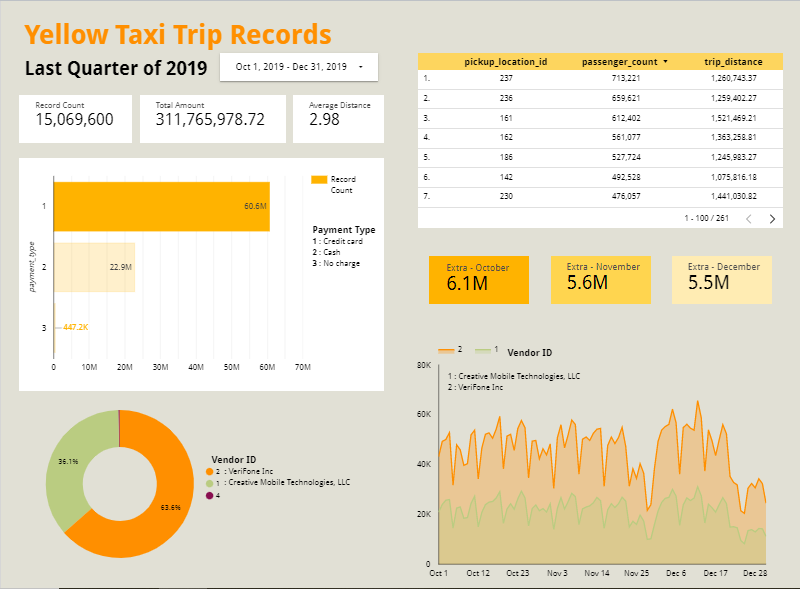 Yellow Taxi Trip Records
Last Quarter of 2019
Oct 1, 2019 - Dec 31, 2019
Record Count
15,069,600
Total Amount
311,765,978.72
Average Distance
2.98
pickup_location_id passenger_count trip_distance
1. 237 713,221 1,260,743.37
2. 236 659,621 1,259,402.27
3. 161 612,402 1,521,469.21
4. 162 561,077 1,363,258.81
5. 186 527,724 1,245,983.27
6. 142 492,528 1,075,816.18
7. 230 476,057 1,441,030.82
1 - 100 / 261
Record
Count
payment_type
1 60.6M
2 22.9M
3 447.2K
0 10M 20M 30M 40M 50M 60M 70M
Payment Type
1 : Credit card
2 : Cash
3 : No charge
Extra - October
6.1M
Extra - November
5.6M
Extra - December
5.5M
36.1%
63.6%
Vendor ID
2 : VeriFone Inc
1 : Creative Mobile Technologies, LLC
4
2 1 Vendor ID
1 : Creative Mobile Technologies, LLC
2 : VeriFone Inc
80K
60K
40K
20K
0
Oct 1 Oct 12 Oct 23 Nov 3 Nov 14 Nov 25 Dec 6 Dec 17 Dec 28